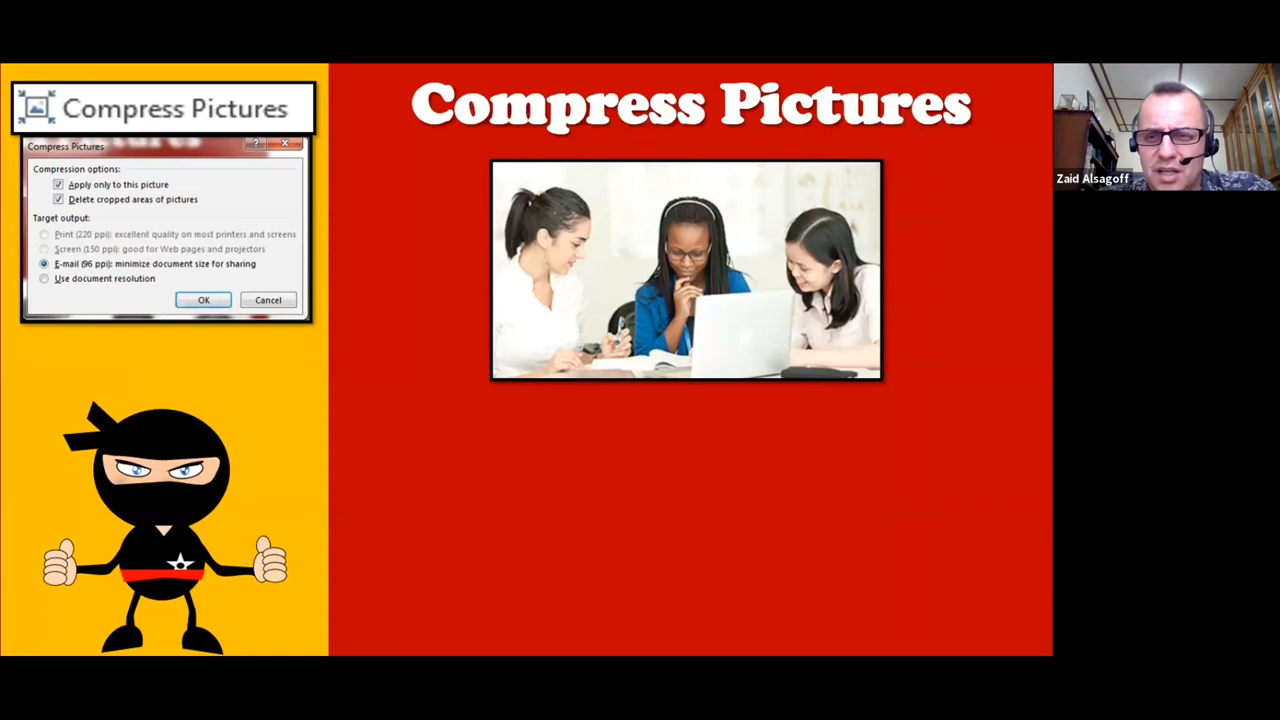 Compress Pictures
Compress Pictures
Compression options:
Apply only to this picture
Delete cropped areas of pictures
Target output:
Print (220 ppi): excellent quality on most printers and screens
Screen (150 ppi): good for Web pages and projectors
E-mail (96 ppi): minimize document size for sharing
Use document resolution
OK Cancel
Compress Pictures
Zaid Alsagoff